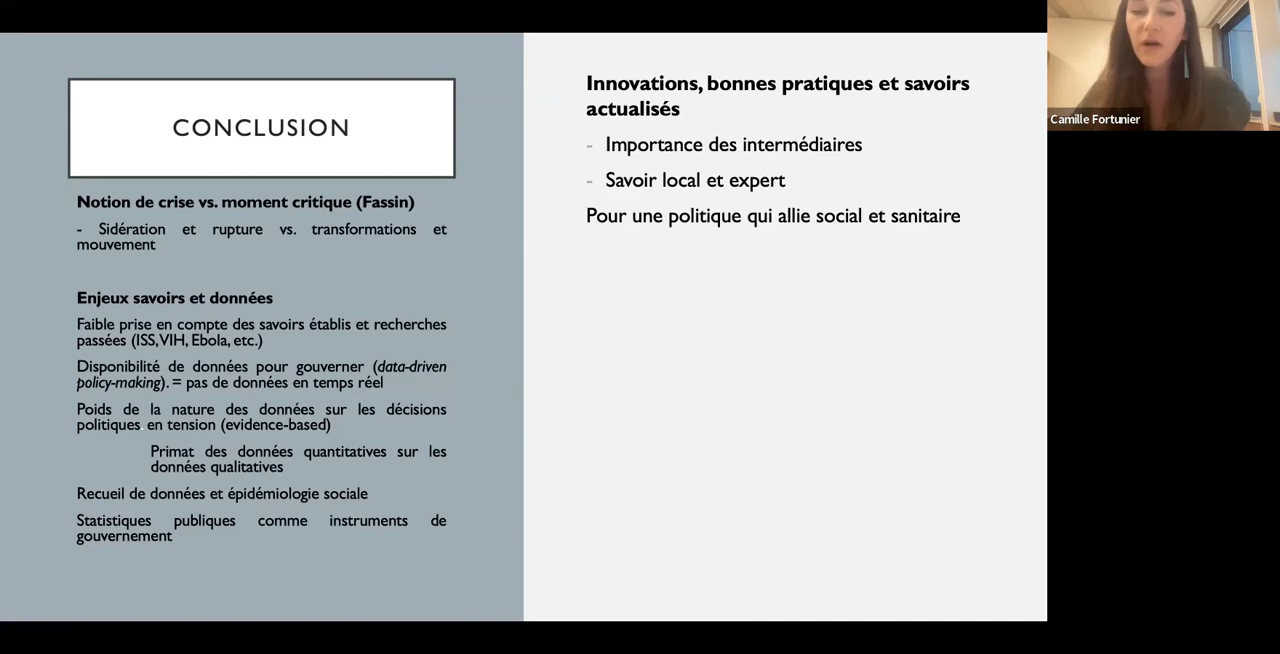 CONCLUSION
Notion de crise vs. moment critique (Fassin)
- Sidération et rupture vs. transformations et
mouvement
Enjeux savoirs et données
Faible prise en compte des savoirs établis et recherches
passées (ISS, VIH, Ebola, etc.)
Disponibilité de données pour gouverner (data-driven
policy-making). = pas de données en temps réel
Poids de la nature des données sur les décisions
politiques en tension (evidence-based)
Primat des données quantitatives sur les
données qualitatives
Recueil de données et épidémiologie sociale
Statistiques publiques comme instruments de
gouvernement
Innovations, bonnes pratiques et savoirs
actualisés
- Importance des intermédiaires
- Savoir local et expert
Pour une politique qui allie social et sanitaire
Camille Fortunier